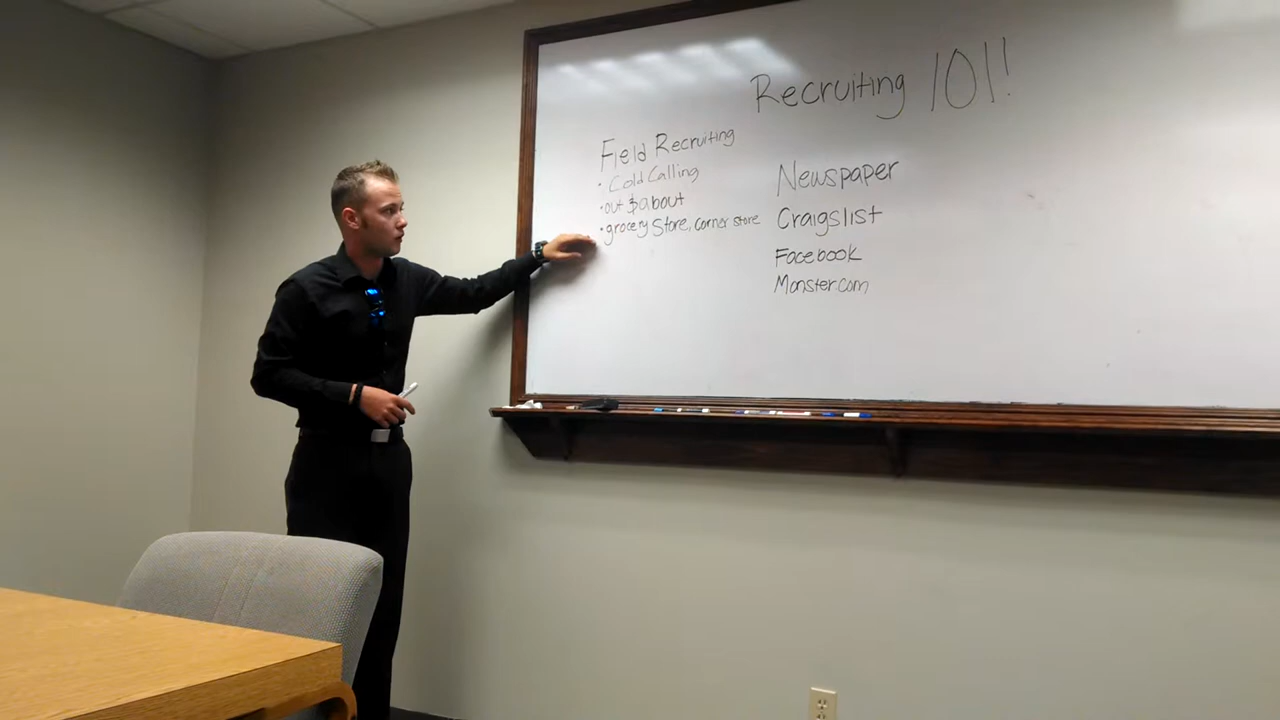 Recruiting 101!
Field Recruiting
• Cold Calling
• out & about
• grocery Store, corner store
Newspaper
Craigslist
Facebook
Monster.com